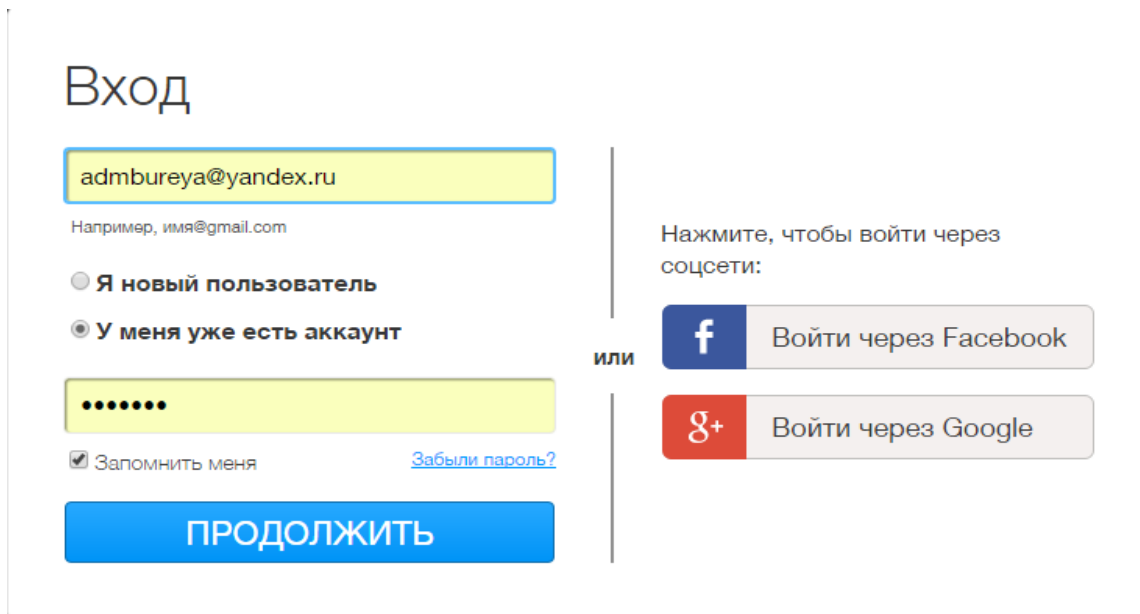 Вход
admbureya@yandex.ru
Например, имя@gmail.com
Я новый пользователь
У меня уже есть аккаунт
•••••••
Запомнить меня
Забыли пароль?
ПРОДОЛЖИТЬ
или
Нажмите, чтобы войти через
соцсети:
f
Войти через Facebook
g+
Войти через Google